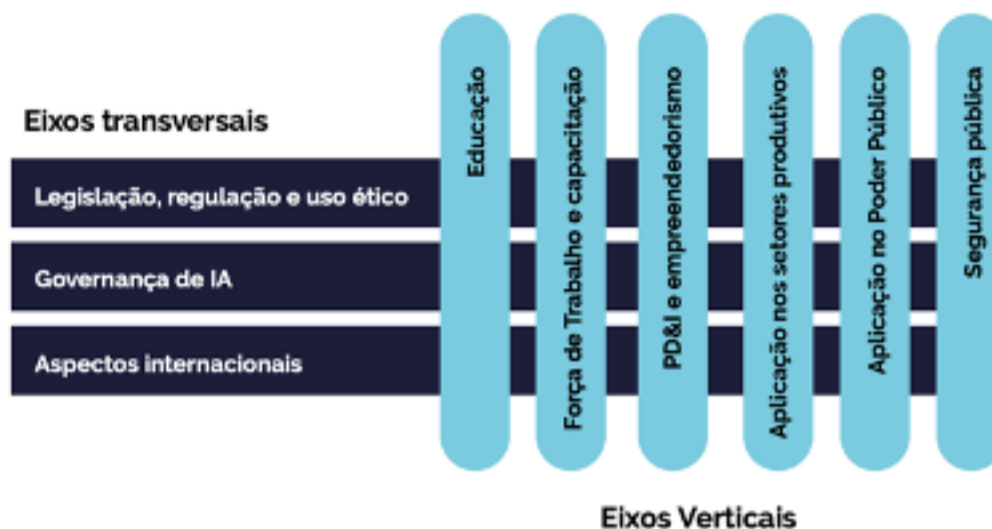 Eixos transversais
Legislação, regulação e uso ético
Governança de IA
Aspectos internacionais
Educação
Força de Trabalho e capacitação
PD&I e empreendedorismo
Aplicação nos setores produtivos
Aplicação no Poder Público
Segurança pública
Eixos Verticais